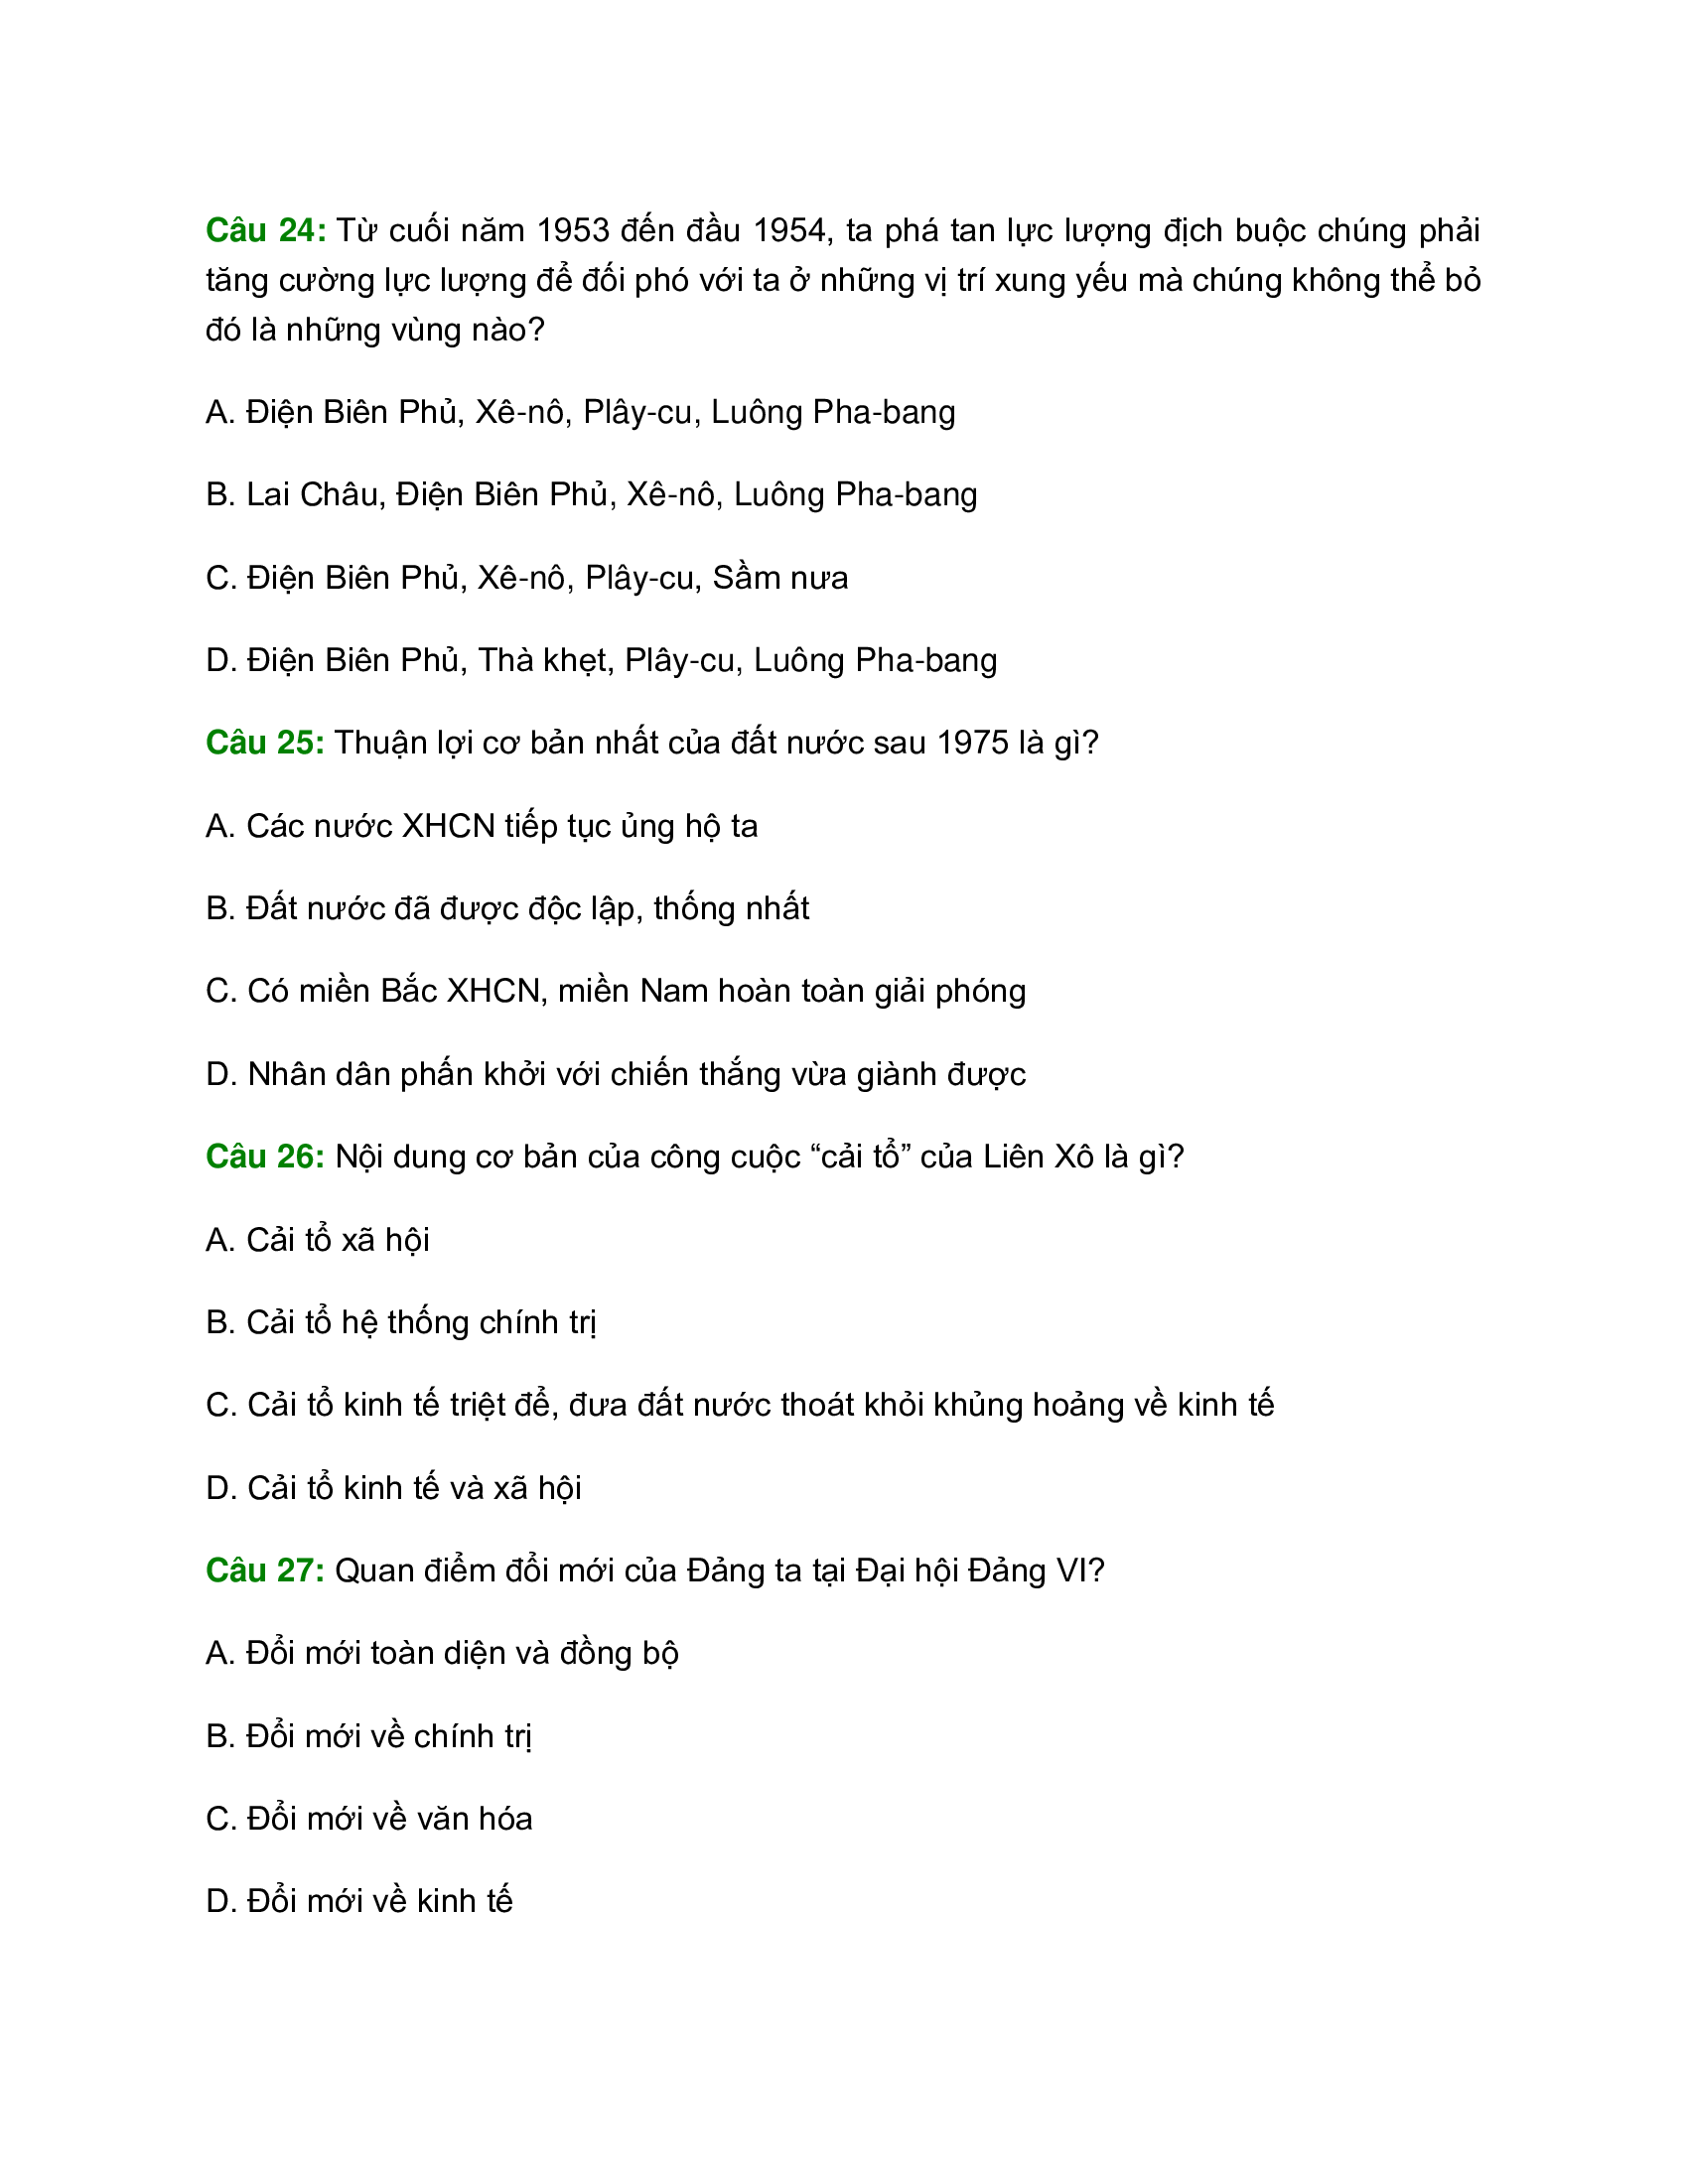 Câu 24: Từ cuối năm 1953 đến đầu 1954, ta phá tan lực lượng địch buộc chúng phải
tăng cường lực lượng để đối phó với ta ở những vị trí xung yếu mà chúng không thể bỏ
đó là những vùng nào?
A. Điện Biên Phủ, Xê-nô, Plây-cu, Luông Pha-bang
B. Lai Châu, Điện Biên Phủ, Xê-nô, Luông Pha-bang
C. Điện Biên Phủ, Xê-nô, Plây-cu, Sầm nưa
D. Điện Biên Phủ, Thà khẹt, Plây-cu, Luông Pha-bang
Câu 25: Thuận lợi cơ bản nhất của đất nước sau 1975 là gì?
A. Các nước XHCN tiếp tục ủng hộ ta
B. Đất nước đã được độc lập, thống nhất
C. Có miền Bắc XHCN, miền Nam hoàn toàn giải phóng
D. Nhân dân phấn khởi với chiến thắng vừa giành được
Câu 26: Nội dung cơ bản của công cuộc “cải tổ” của Liên Xô là gì?
A. Cải tổ xã hội
B. Cải tổ hệ thống chính trị
C. Cải tổ kinh tế triệt để, đưa đất nước thoát khỏi khủng hoảng về kinh tế
D. Cải tổ kinh tế và xã hội
Câu 27: Quan điểm đổi mới của Đảng ta tại Đại hội Đảng VI?
A. Đổi mới toàn diện và đồng bộ
B. Đổi mới về chính trị
C. Đổi mới về văn hóa
D. Đổi mới về kinh tế